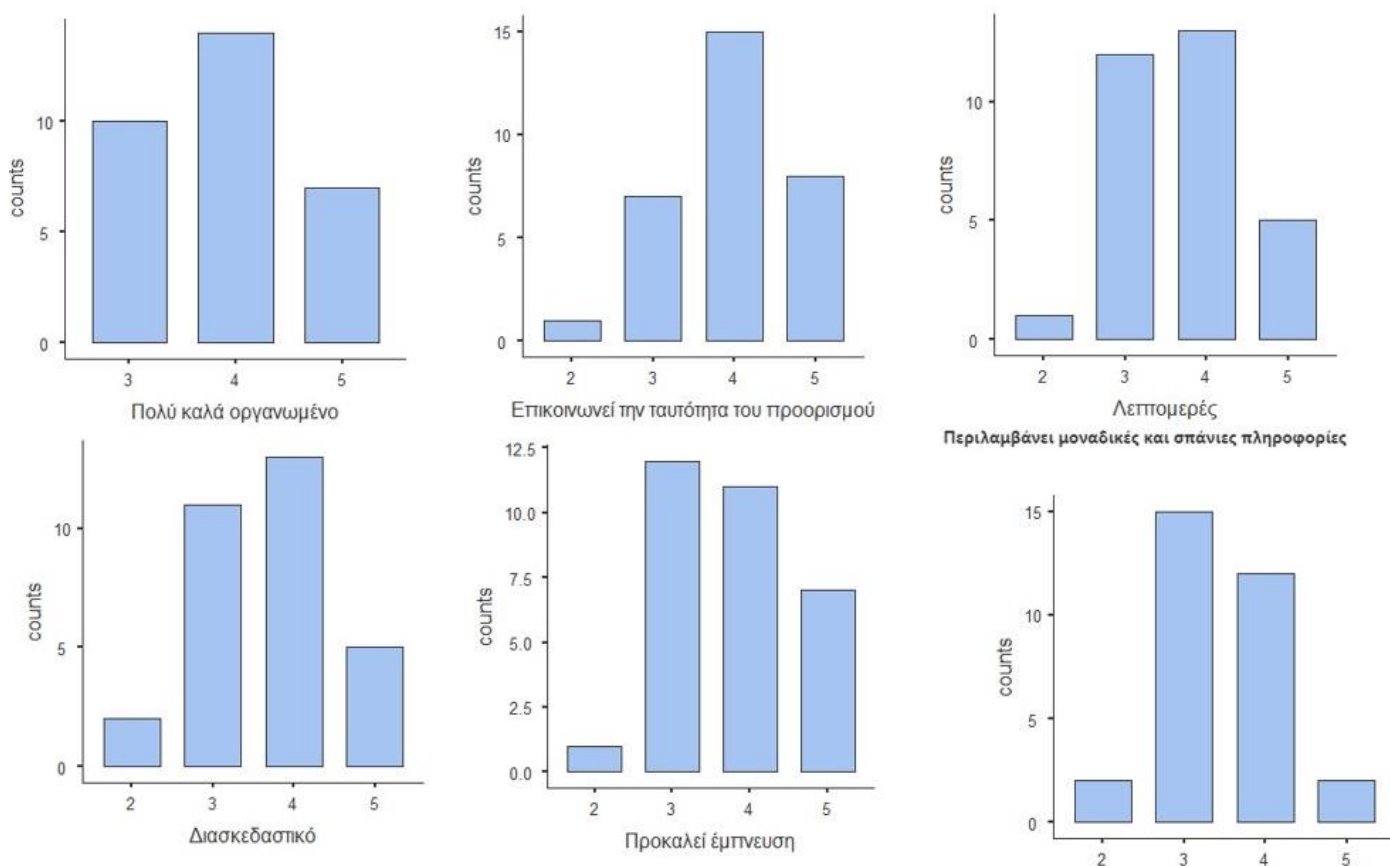 counts
10
5
0
3 4 5
Πολύ καλά οργανωμένο
counts
15
10
5
0
2 3 4 5
Επικοινωνεί την ταυτότητα του προορισμού
counts
10
5
0
2 3 4 5
Λεπτομερές
counts
10
5
0
2 3 4 5
Διασκεδαστικό
counts
12.5
10.0
7.5
5.0
2.5
0.0
2 3 4 5
Προκαλεί έμπνευση
Περιλαμβάνει μοναδικές και σπάνιες πληροφορίες
counts
15
10
5
0
2 3 4 5